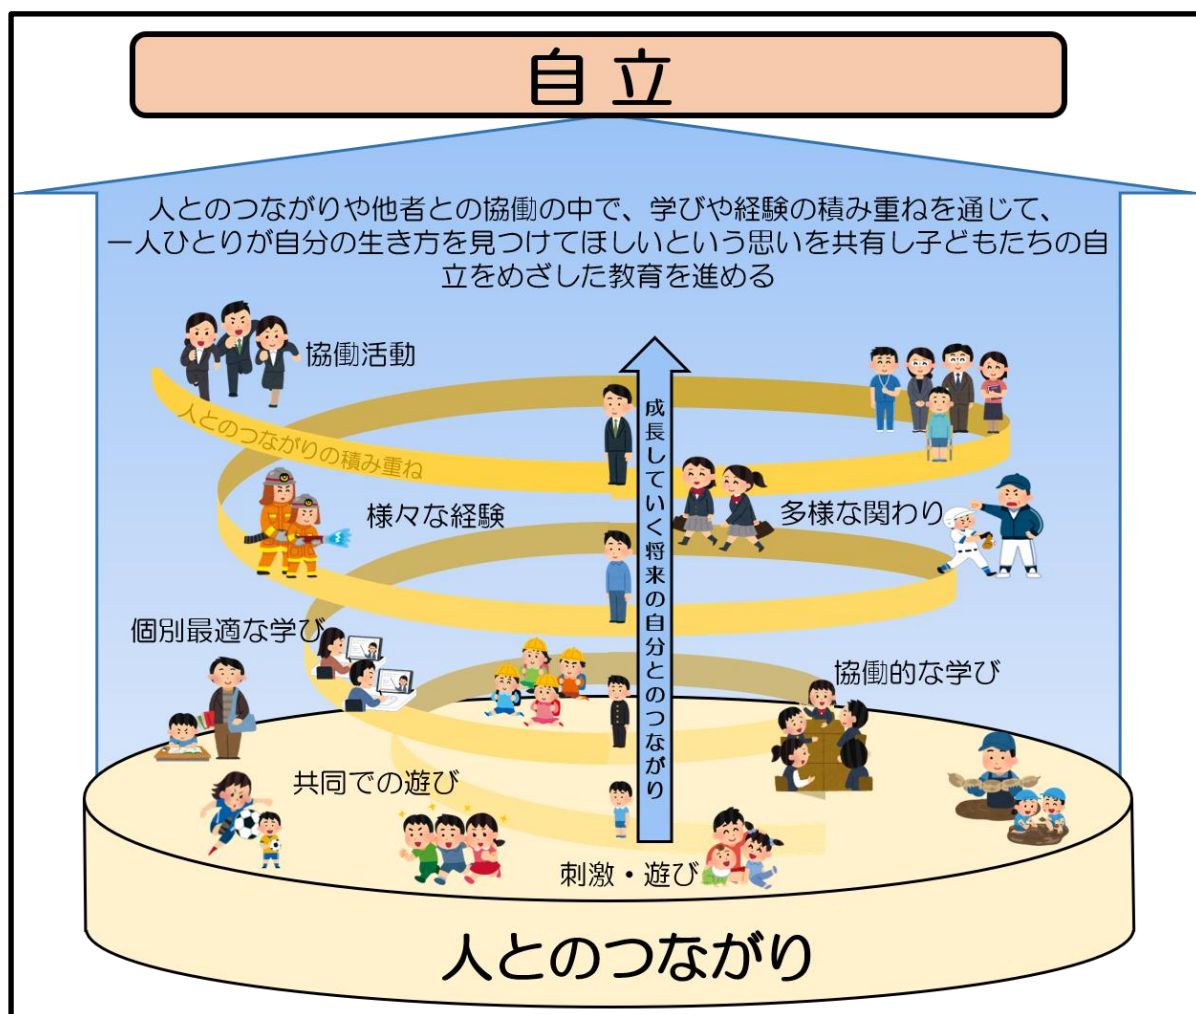 自立
人とのつながりや他者との協働の中で、学びや経験の積み重ねを通じて、
一人ひとりが自分の生き方を見つけてほしいという思いを共有し子どもたちの自
立をめざした教育を進める
協働活動
人とのつながりの積み重ね
成長していく将来の自分とのつながり
様々な経験
多様な関わり
個別最適な学び
協働的な学び
共同での遊び
刺激・遊び
人とのつながり